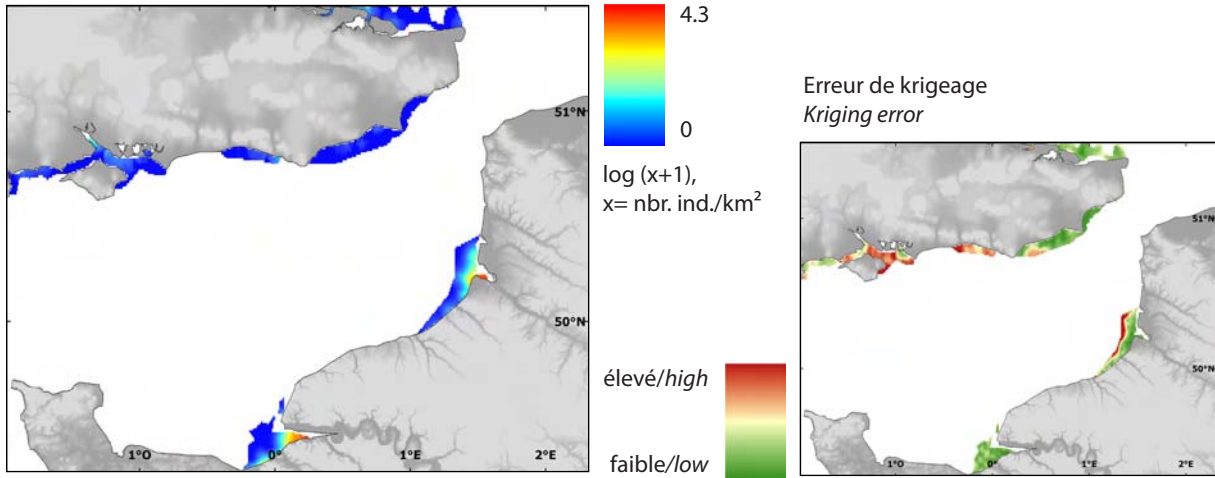 4.3
0
log (x+1),
x= nbr. ind./km²
51°N
50°N
1°O
0°
1°E
2°E
Erreur de krigeage
Kriging error
élevé/high
faible/low
51°N
50°N
1°O
0°
1°E
2°E